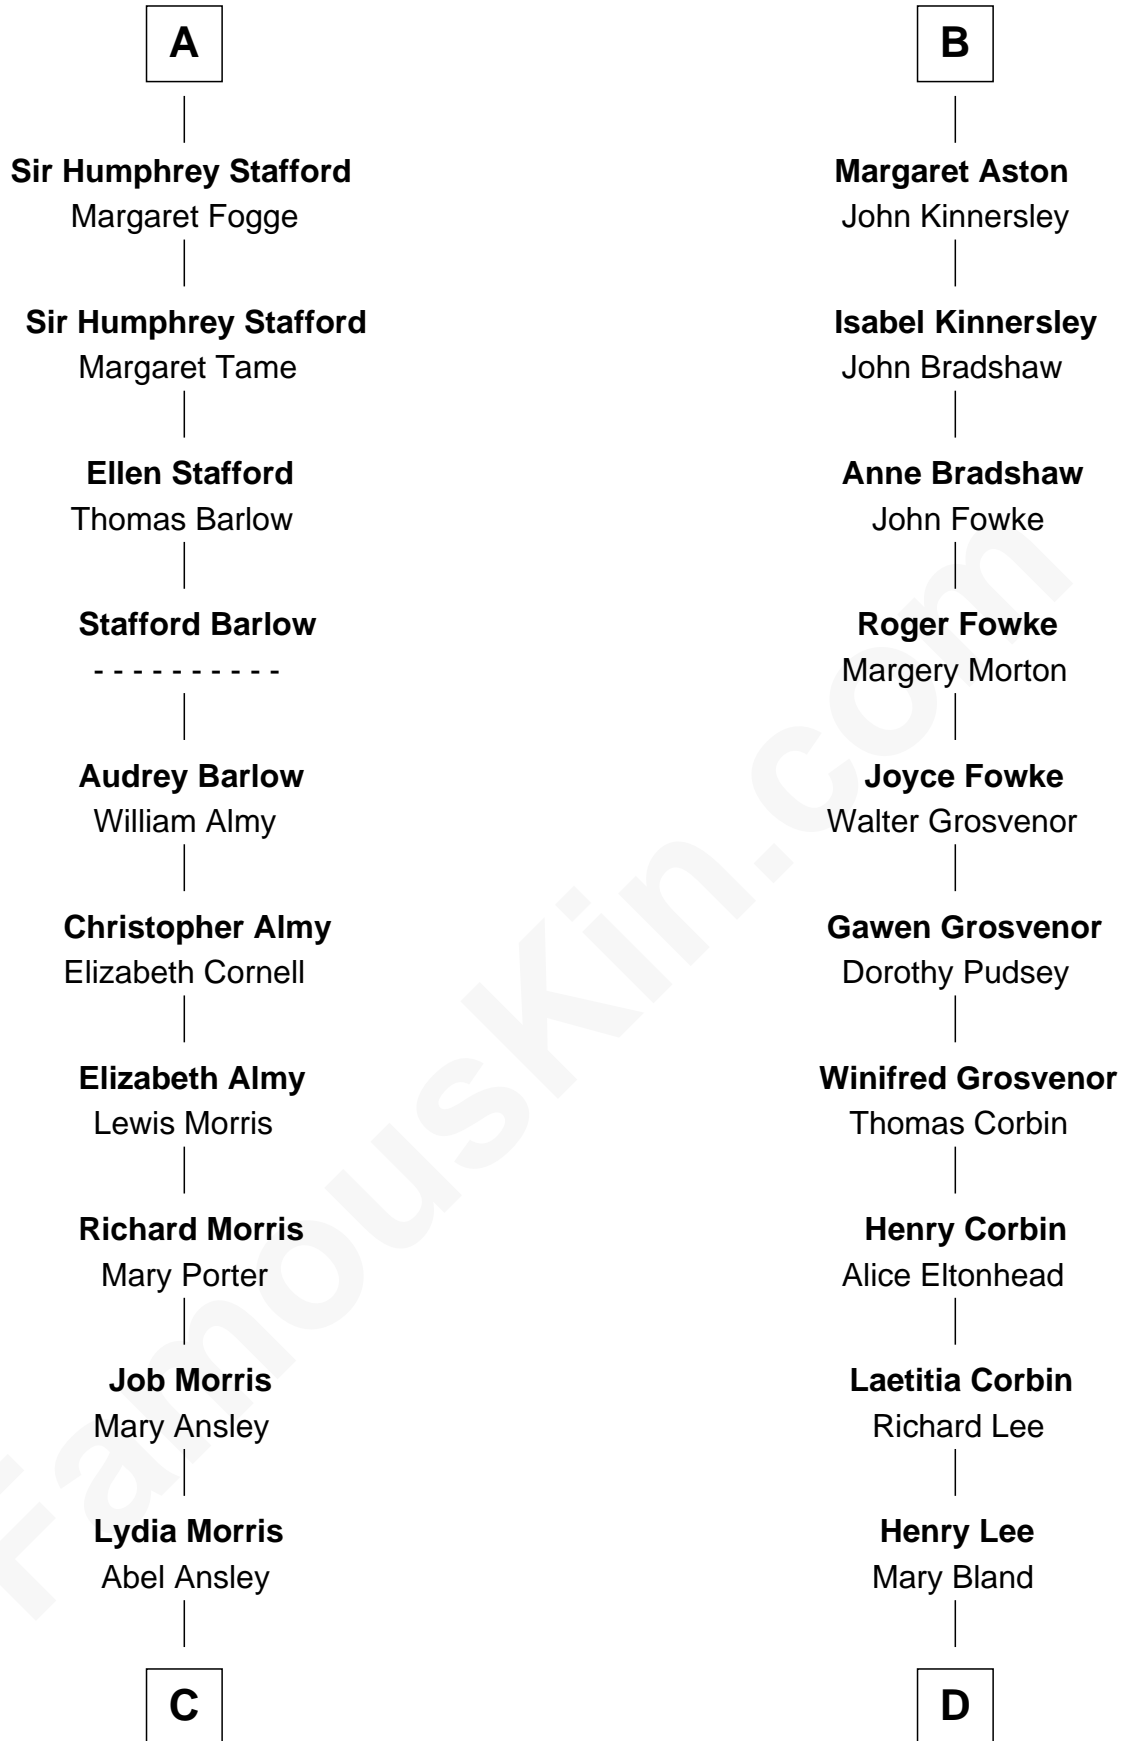 A
Sir Humphrey Stafford
Margaret Fogge
Sir Humphrey Stafford
Margaret Tame
Ellen Stafford
Thomas Barlow
Stafford Barlow
- - - - - - - - - -
Audrey Barlow
William Almy
Christopher Almy
Elizabeth Cornell
Elizabeth Almy
Lewis Morris
Richard Morris
Mary Porter
Job Morris
Mary Ansley
Lydia Morris
Abel Ansley
C
B
Margaret Aston
John Kinnersley
Isabel Kinnersley
John Bradshaw
Anne Bradshaw
John Fowke
Roger Fowke
Margery Morton
Joyce Fowke
Walter Grosvenor
Gawen Grosvenor
Dorothy Pudsey
Winifred Grosvenor
Thomas Corbin
Henry Corbin
Alice Eltonhead
Laetitia Corbin
Richard Lee
Henry Lee
Mary Bland
D
FamousKin.com